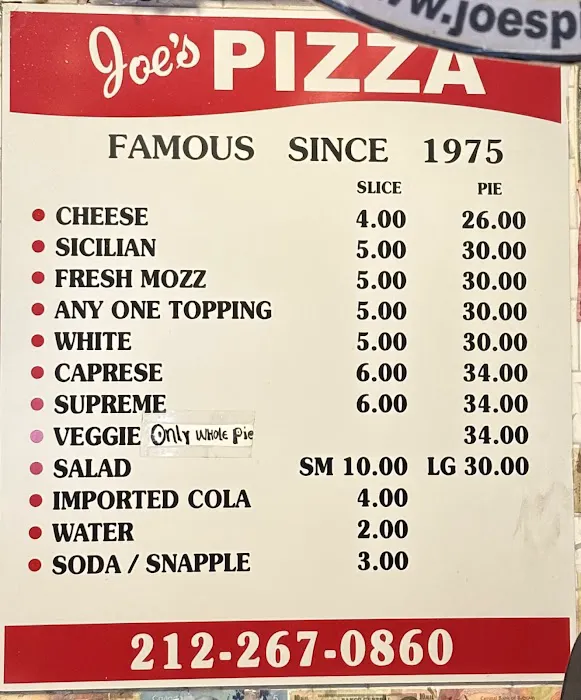 w.joesp
Joe's PIZZA
FAMOUS SINCE 1975
SLICE PIE
CHEESE 4.00 26.00
SICILIAN 5.00 30.00
FRESH MOZZ 5.00 30.00
ANY ONE TOPPING 5.00 30.00
WHITE 5.00 30.00
CAPRESE 6.00 34.00
SUPREME 6.00 34.00
VEGGIE Only WHOLE Pie 34.00
SALAD SM 10.00 LG 30.00
IMPORTED COLA 4.00
WATER 2.00
SODA / SNAPPLE 3.00
212-267-0860